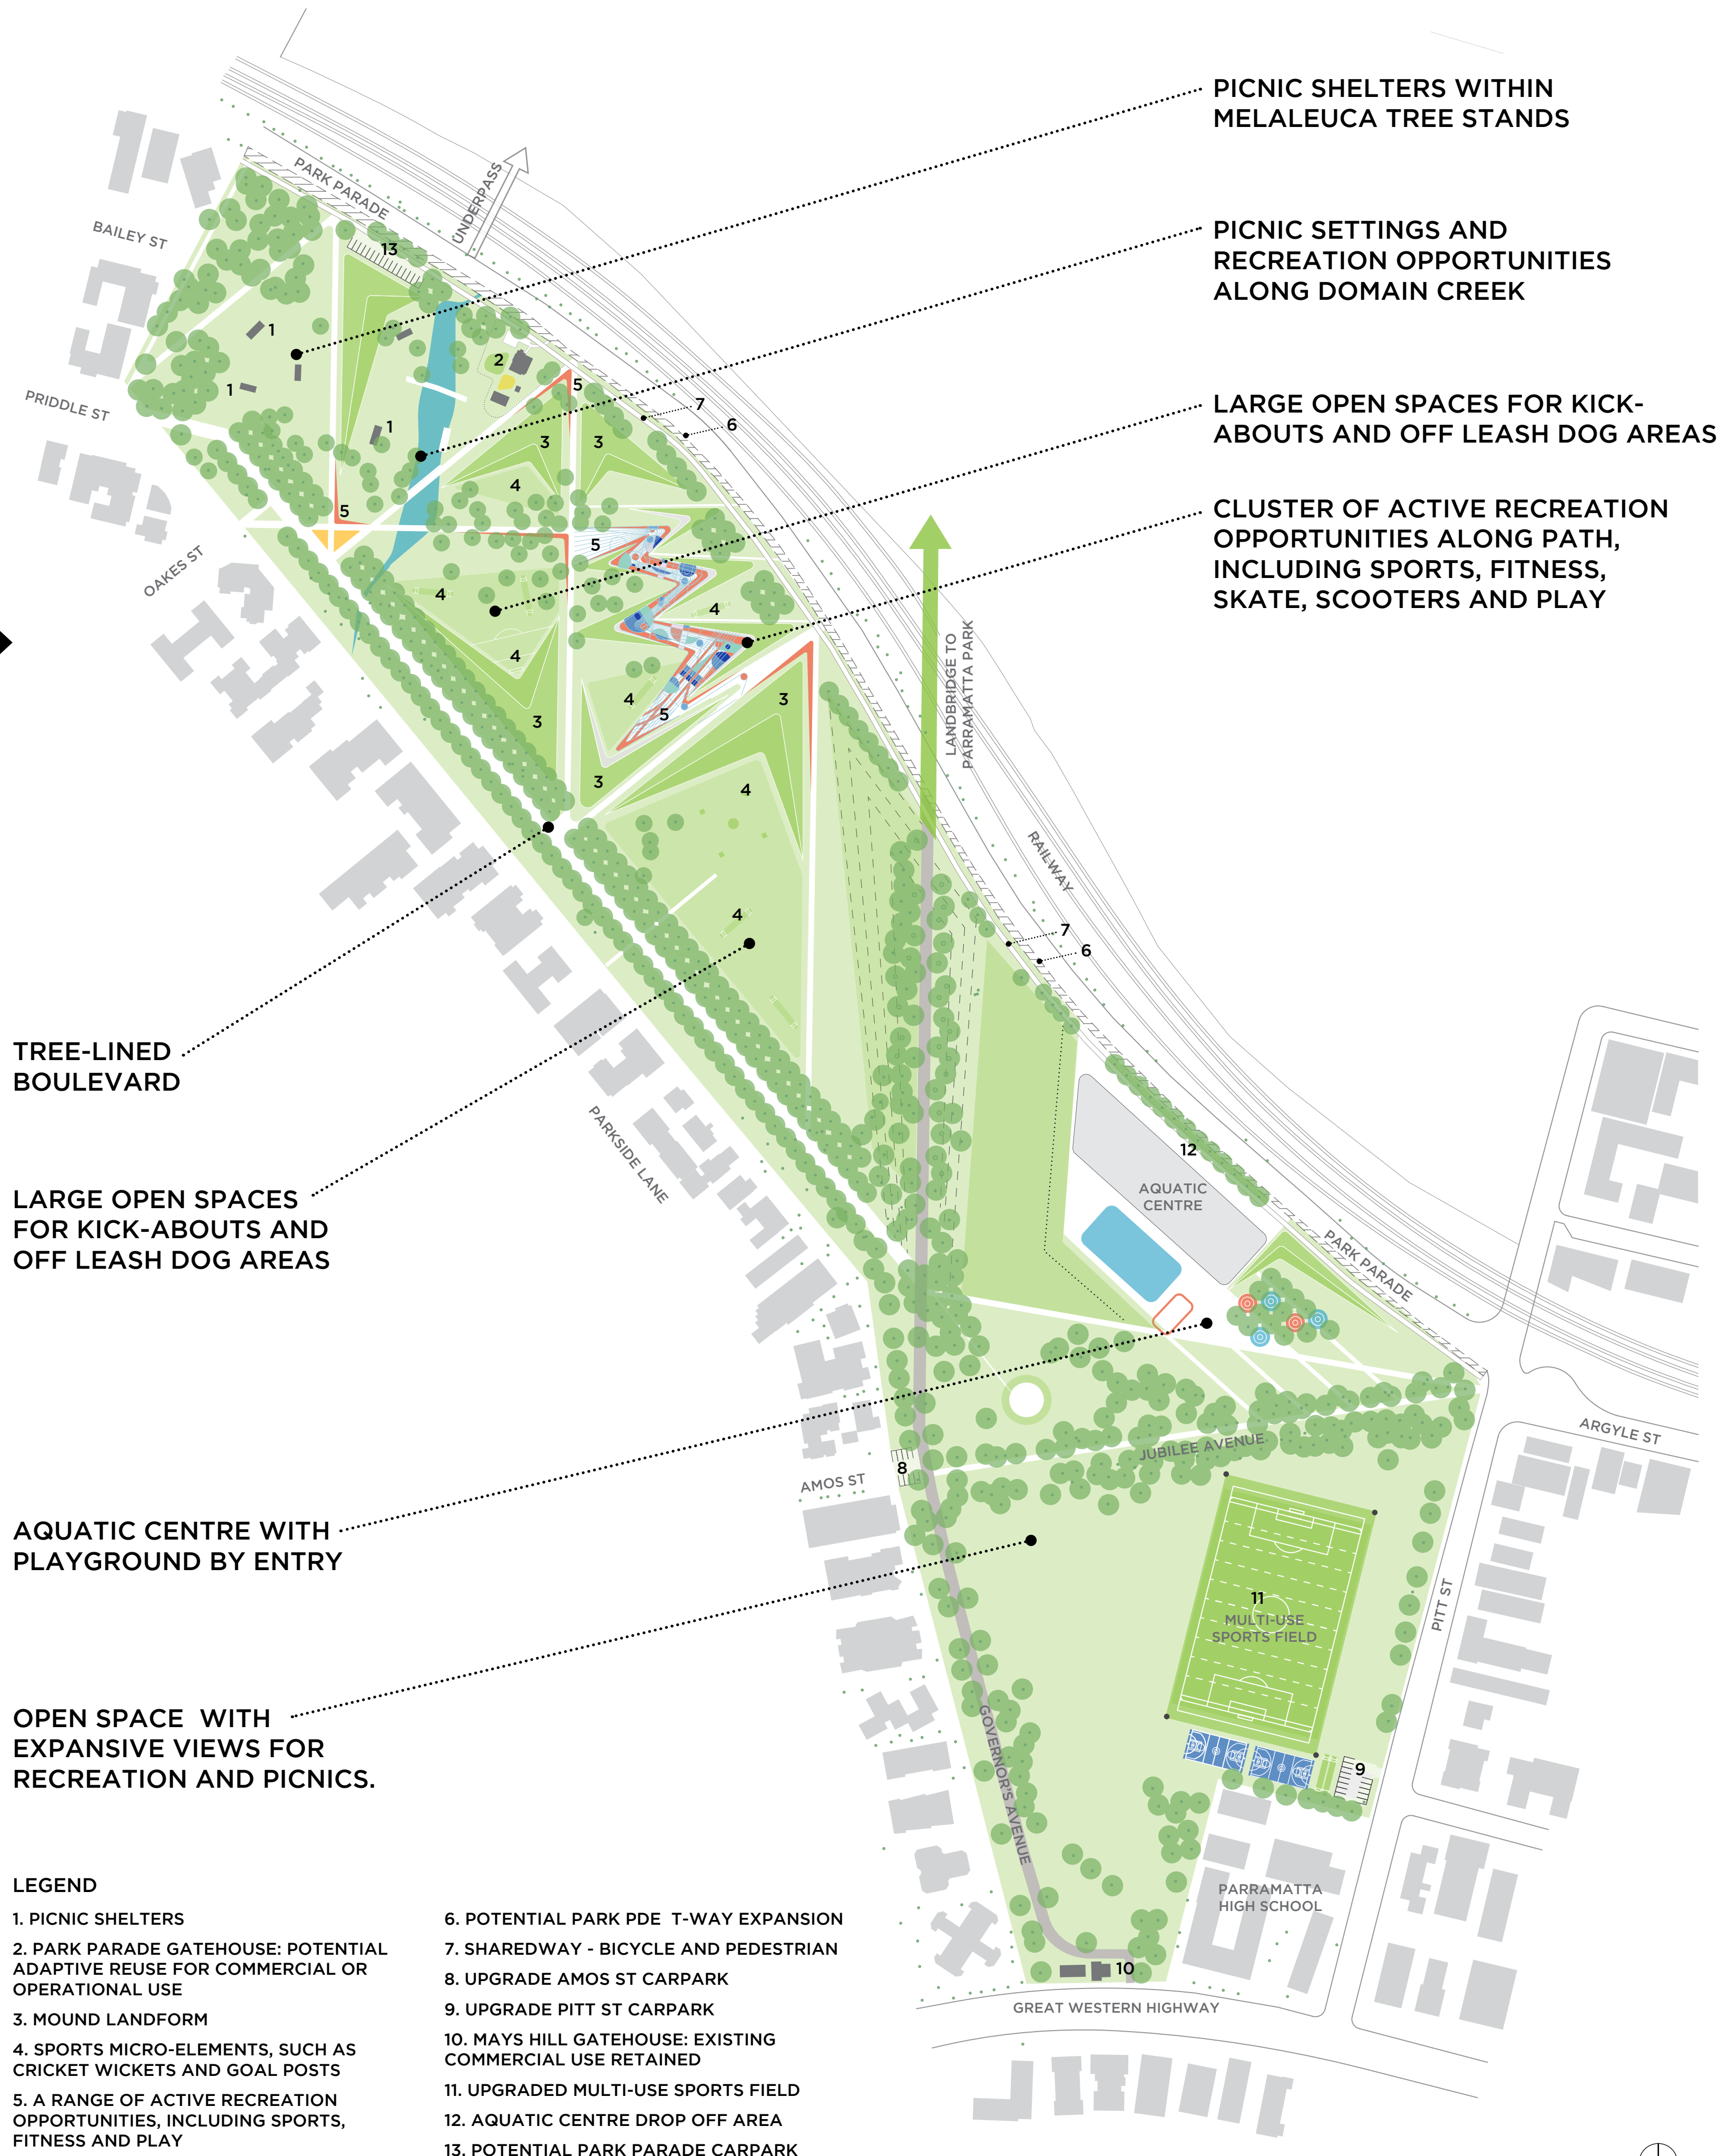 PICNIC SHELTERS WITHIN
MELALEUCA TREE STANDS
PICNIC SETTINGS AND
RECREATION OPPORTUNITIES
ALONG DOMAIN CREEK
LARGE OPEN SPACES FOR KICK-
ABOUTS AND OFF LEASH DOG AREAS
CLUSTER OF ACTIVE RECREATION
OPPORTUNITIES ALONG PATH,
INCLUDING SPORTS, FITNESS,
SKATE, SCOOTERS AND PLAY
PARK PARADE
UNDERPASS
BAILEY ST
PRIDDLE ST
OAKES ST
13
1
1
1
2
5
7
6
3
3
4
5
5
4
4
4
3
4
5
3
3
4
4
LANDBRIDGE TO
PARRAMATTA PARK
RAILWAY
7
6
TREE-LINED
BOULEVARD
PARKSIDE LANE
LARGE OPEN SPACES
FOR KICK-ABOUTS AND
OFF LEASH DOG AREAS
12
AQUATIC
CENTRE
PARK PARADE
ARGYLE ST
JUBILEE AVENUE
8
AMOS ST
AQUATIC CENTRE WITH
PLAYGROUND BY ENTRY
PITT ST
11
MULTI-USE
SPORTS FIELD
OPEN SPACE WITH
EXPANSIVE VIEWS FOR
RECREATION AND PICNICS.
GOVERNOR'S AVENUE
9
PARRAMATTA
HIGH SCHOOL
10
GREAT WESTERN HIGHWAY
LEGEND
1. PICNIC SHELTERS
2. PARK PARADE GATEHOUSE: POTENTIAL
ADAPTIVE REUSE FOR COMMERCIAL OR
OPERATIONAL USE
3. MOUND LANDFORM
4. SPORTS MICRO-ELEMENTS, SUCH AS
CRICKET WICKETS AND GOAL POSTS
5. A RANGE OF ACTIVE RECREATION
OPPORTUNITIES, INCLUDING SPORTS,
FITNESS AND PLAY
6. POTENTIAL PARK PDE T-WAY EXPANSION
7. SHAREDWAY - BICYCLE AND PEDESTRIAN
8. UPGRADE AMOS ST CARPARK
9. UPGRADE PITT ST CARPARK
10. MAYS HILL GATEHOUSE: EXISTING
COMMERCIAL USE RETAINED
11. UPGRADED MULTI-USE SPORTS FIELD
12. AQUATIC CENTRE DROP OFF AREA
13. POTENTIAL PARK PARADE CARPARK